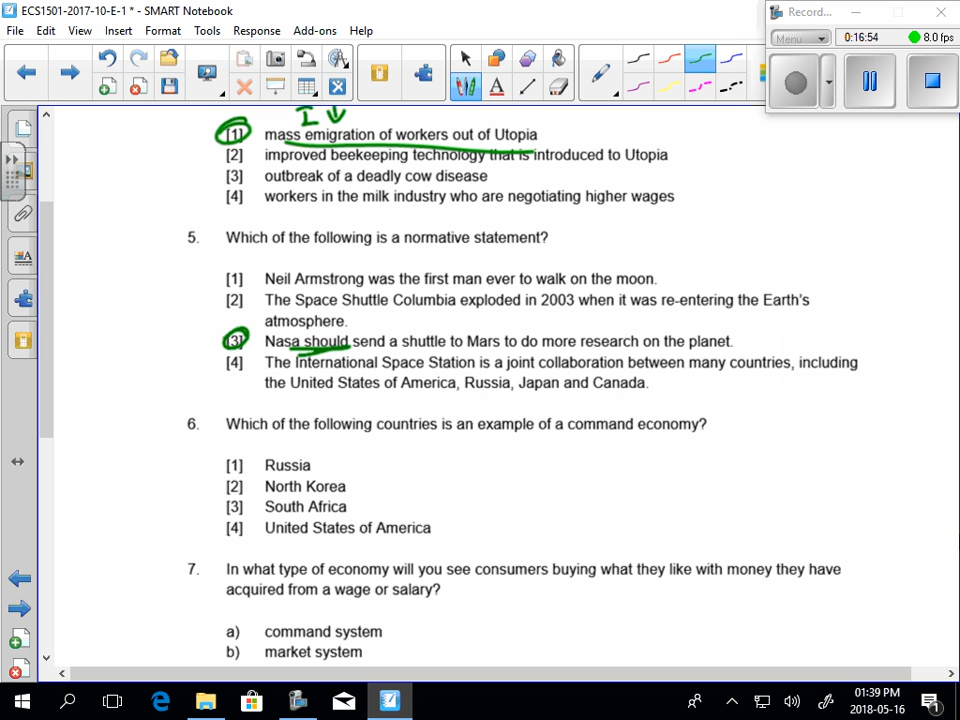 ECS1501-2017-10-E-1 * - SMART Notebook
File Edit View Insert Format Tools Response Add-ons Help
Record...
Menu 0:16:54 8.0 fps
I
[1] mass emigration of workers out of Utopia
[2] improved beekeeping technology that is introduced to Utopia
[3] outbreak of a deadly cow disease
[4] workers in the milk industry who are negotiating higher wages
5. Which of the following is a normative statement?
[1] Neil Armstrong was the first man ever to walk on the moon.
[2] The Space Shuttle Columbia exploded in 2003 when it was re-entering the Earth's
atmosphere.
[3] Nasa should send a shuttle to Mars to do more research on the planet.
[4] The International Space Station is a joint collaboration between many countries, including
the United States of America, Russia, Japan and Canada.
6. Which of the following countries is an example of a command economy?
[1] Russia
[2] North Korea
[3] South Africa
[4] United States of America
7. In what type of economy will you see consumers buying what they like with money they have
acquired from a wage or salary?
a) command system
b) market system
01:39 PM
2018-05-16
1